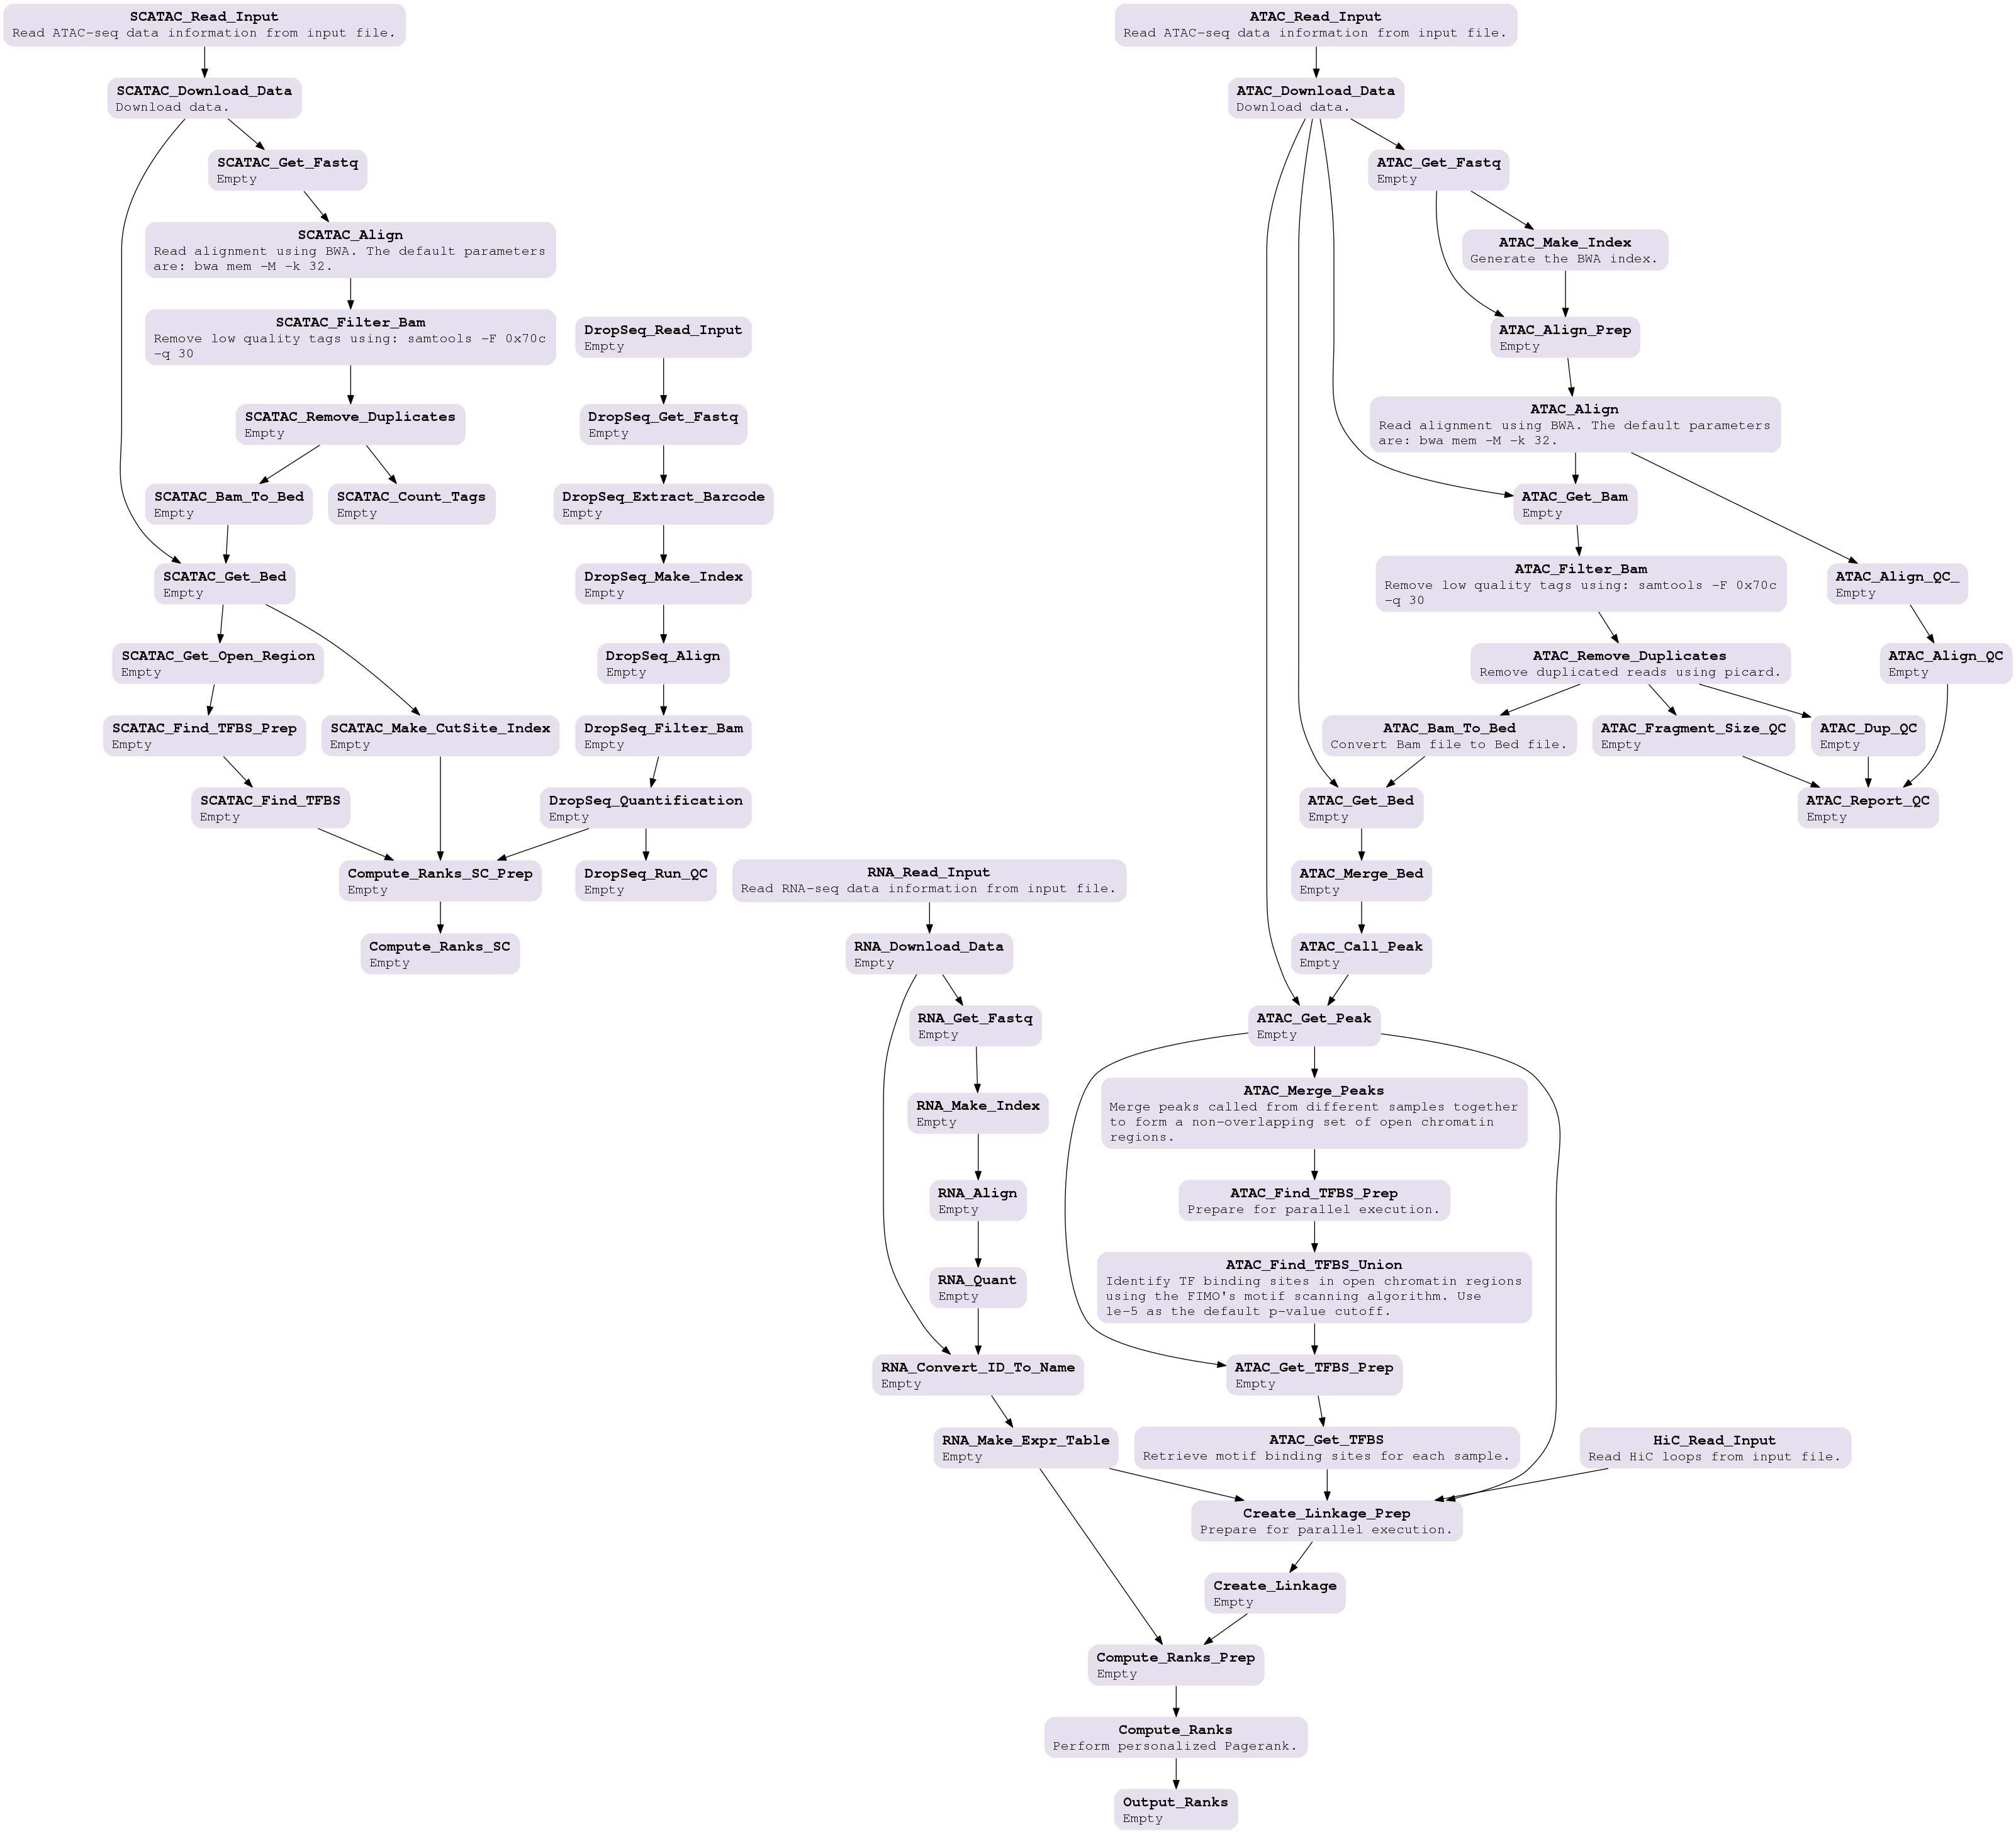 SCATAC_Read_Input
Read ATAC-seq data information from input file.
SCATAC_Download_Data
Download data.
SCATAC_Get_Fastq
Empty
SCATAC_Align
Read alignment using BWA. The default parameters
are: bwa mem -M -k 32.
SCATAC_Filter_Bam
Remove low quality tags using: samtools -F 0x70c
-q 30
SCATAC_Remove_Duplicates
Empty
SCATAC_Bam_To_Bed
Empty
SCATAC_Count_Tags
Empty
SCATAC_Get_Bed
Empty
SCATAC_Get_Open_Region
Empty
SCATAC_Find_TFBS_Prep
Empty
SCATAC_Make_CutSite_Index
Empty
SCATAC_Find_TFBS
Empty
DropSeq_Read_Input
Empty
DropSeq_Get_Fastq
Empty
DropSeq_Extract_Barcode
Empty
DropSeq_Make_Index
Empty
DropSeq_Align
Empty
DropSeq_Filter_Bam
Empty
DropSeq_Quantification
Empty
Compute_Ranks_SC_Prep
Empty
DropSeq_Run_QC
Empty
Compute_Ranks_SC
Empty
RNA_Read_Input
Read RNA-seq data information from input file.
RNA_Download_Data
Empty
RNA_Get_Fastq
Empty
RNA_Make_Index
Empty
RNA_Align
Empty
RNA_Quant
Empty
RNA_Convert_ID_To_Name
Empty
RNA_Make_Expr_Table
Empty
ATAC_Read_Input
Read ATAC-seq data information from input file.
ATAC_Download_Data
Download data.
ATAC_Get_Fastq
Empty
ATAC_Make_Index
Generate the BWA index.
ATAC_Align_Prep
Empty
ATAC_Align
Read alignment using BWA. The default parameters
are: bwa mem -M -k 32.
ATAC_Get_Bam
Empty
ATAC_Filter_Bam
Remove low quality tags using: samtools -F 0x70c
-q 30
ATAC_Align_QC_
Empty
ATAC_Remove_Duplicates
Remove duplicated reads using picard.
ATAC_Align_QC
Empty
ATAC_Bam_To_Bed
Convert Bam file to Bed file.
ATAC_Fragment_Size_QC
Empty
ATAC_Dup_QC
Empty
ATAC_Get_Bed
Empty
ATAC_Report_QC
Empty
ATAC_Merge_Bed
Empty
ATAC_Call_Peak
Empty
ATAC_Get_Peak
Empty
ATAC_Merge_Peaks
Merge peaks called from different samples together
to form a non-overlapping set of open chromatin
regions.
ATAC_Find_TFBS_Prep
Prepare for parallel execution.
ATAC_Find_TFBS_Union
Identify TF binding sites in open chromatin regions
using the FIMO's motif scanning algorithm. Use
1e-5 as the default p-value cutoff.
ATAC_Get_TFBS_Prep
Empty
ATAC_Get_TFBS
Retrieve motif binding sites for each sample.
HiC_Read_Input
Read HiC loops from input file.
Create_Linkage_Prep
Prepare for parallel execution.
Create_Linkage
Empty
Compute_Ranks_Prep
Empty
Compute_Ranks
Perform personalized Pagerank.
Output_Ranks
Empty